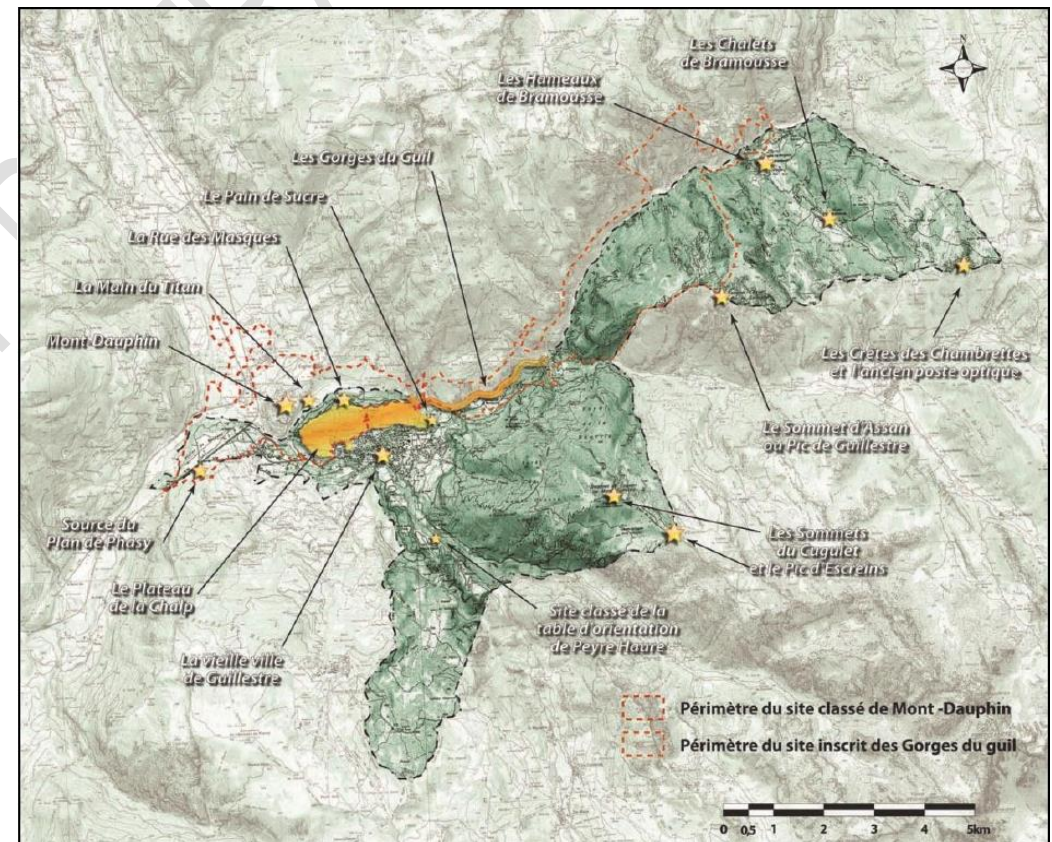 N
Les Chalets
de Bramousse
Les Hameaux
de Bramousse
Les Gorges du Guil
Le Pain de Sucre
La Rue des Masques
La Main du Titan
Mont-Dauphin
Les Crêtes des Chambrettes
et l'ancien poste optique
Le Sommet d'Assan
ou Pic de Guillestre
Source du
Plan de Phasy
Les Sommets
du Cugulet
et le Pic d'Escreins
Le Plateau
de la Chalp
Site classé de la
table d'orientation
de Peyre Haure
La vieille ville
de Guillestre
Périmètre du site classé de Mont -Dauphin
Périmètre du site inscrit des Gorges du guil
0 0,5 1 2 3 4 5km